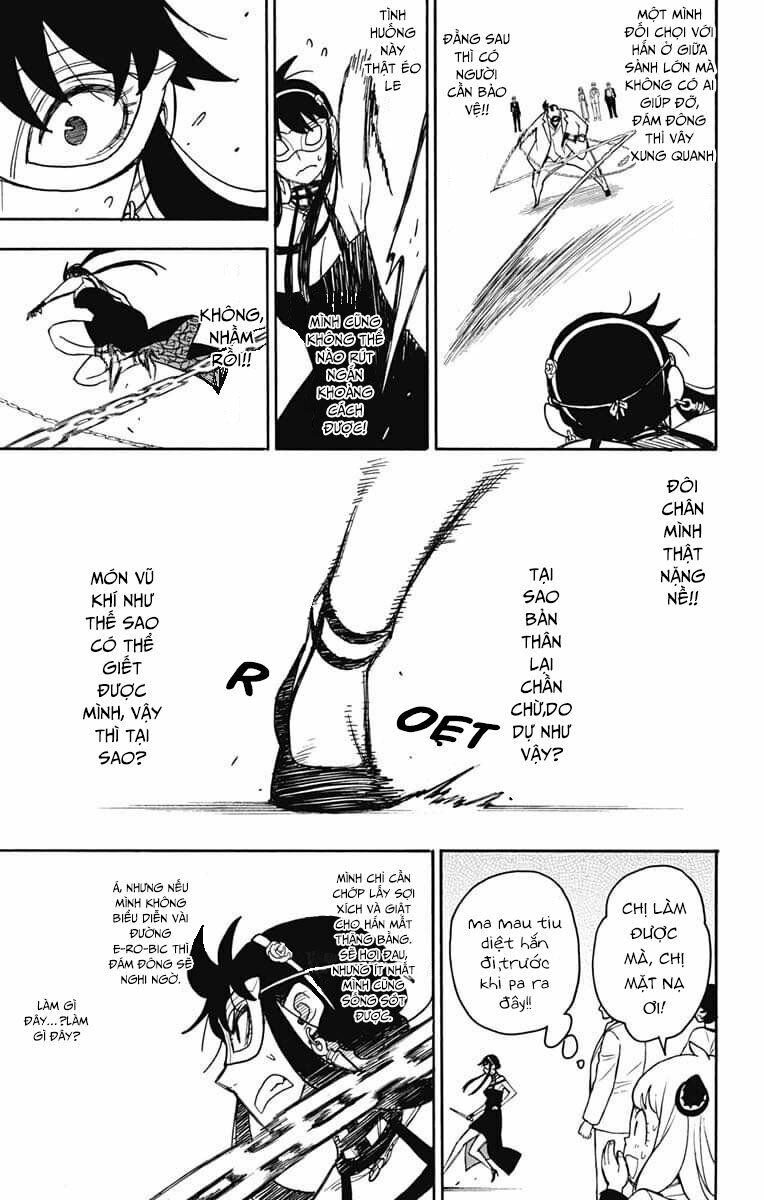 MỘT MÌNH
ĐỐI CHỌI VỚI
HẮN Ở GIỮA
SẢNH LỚN MÀ
KHÔNG CÓ AI
GIÚP ĐỠ,
ĐÁM ĐÔNG
THÌ VÂY
XUNG QUANH
ĐẰNG SAU
THÌ CÓ
NGƯỜI
CẦN BẢO
VỆ!!
TÌNH
HUỐNG
NÀY
THẬT ÉO
LE
MÌNH CŨNG
KHÔNG THỂ
NÀO RÚT
NGẮN
KHOẢNG
CÁCH
ĐƯỢC!
KHÔNG,
NHẦM
RỒI!!
ĐÔI
CHÂN
MÌNH
THẬT
NẶNG
NỀ!!
TẠI
SAO
BẢN
THÂN
LẠI
CHẦN
CHỪ,DO
DỰ NHƯ
VẬY?
MÓN VŨ
KHÍ NHƯ
THẾ SAO
CÓ THỂ
GIẾT
ĐƯỢC
MÌNH, VẬY
THÌ TẠI
SAO?
R
OẸT
CHỊ LÀM
ĐƯỢC
MÀ, CHỊ
MẶT NẠ
ƠI!
Ma mau tiu
diệt hắn
đi,trước
khi pa ra
đây!!
MÌNH CHỈ CẦN
CHỚP LẤY SỢI
XÍCH VÀ GIẬT
CHO HẮN MẤT
THĂNG BẰNG.
SẼ HƠI ĐAU,
NHƯNG ÍT NHẤT
MÌNH CŨNG
SỐNG SÓT
ĐƯỢC.
Á, NHƯNG NẾU
MÌNH KHÔNG
BIỂU DIỄN VÀI
ĐƯỜNG
E-RO-BIC THÌ
ĐÁM ĐÔNG SẼ
NGHI NGỜ.
LÀM GÌ
ĐÂY...?LÀM
GÌ ĐÂY?